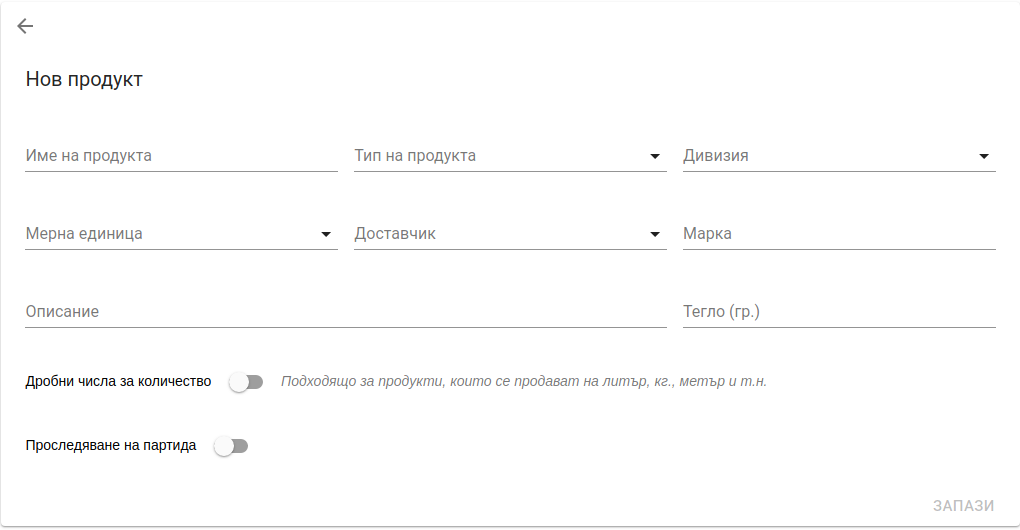 Нов продукт
Име на продукта
Тип на продукта
Дивизия
Мерна единица
Доставчик
Марка
Описание
Тегло (гр.)
Дробни числа за количество
Подходящо за продукти, които се продават на литър, кг., метър и т.н.
Проследяване на партида
ЗАПАЗИ